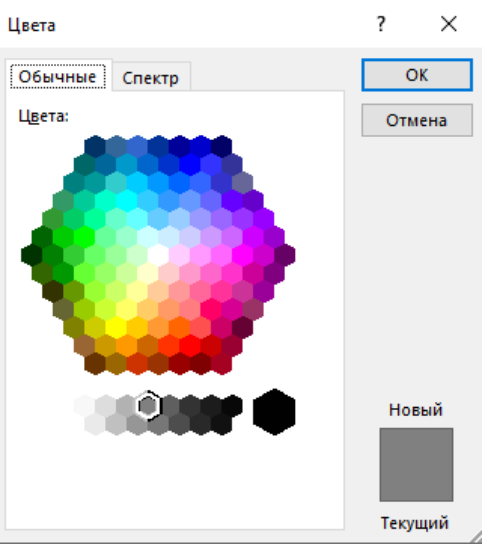 Цвета
?
Обычные
Спектр
ОК
Отмена
Цвета:
Новый
Текущий